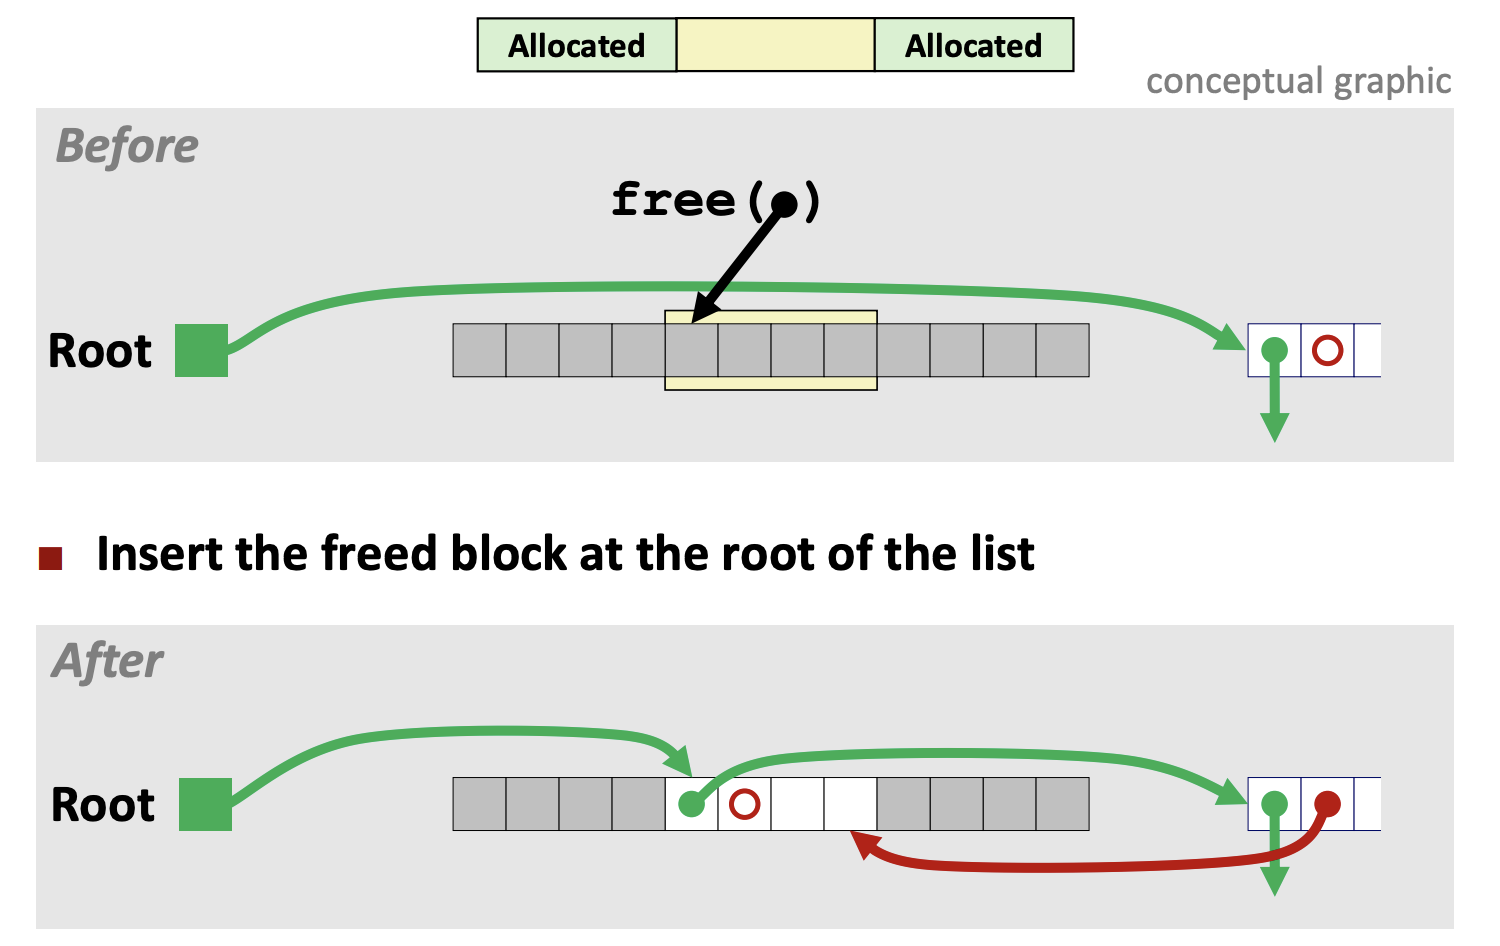 Allocated Allocated
conceptual graphic
Before
free( )
Root
Insert the freed block at the root of the list
After
Root